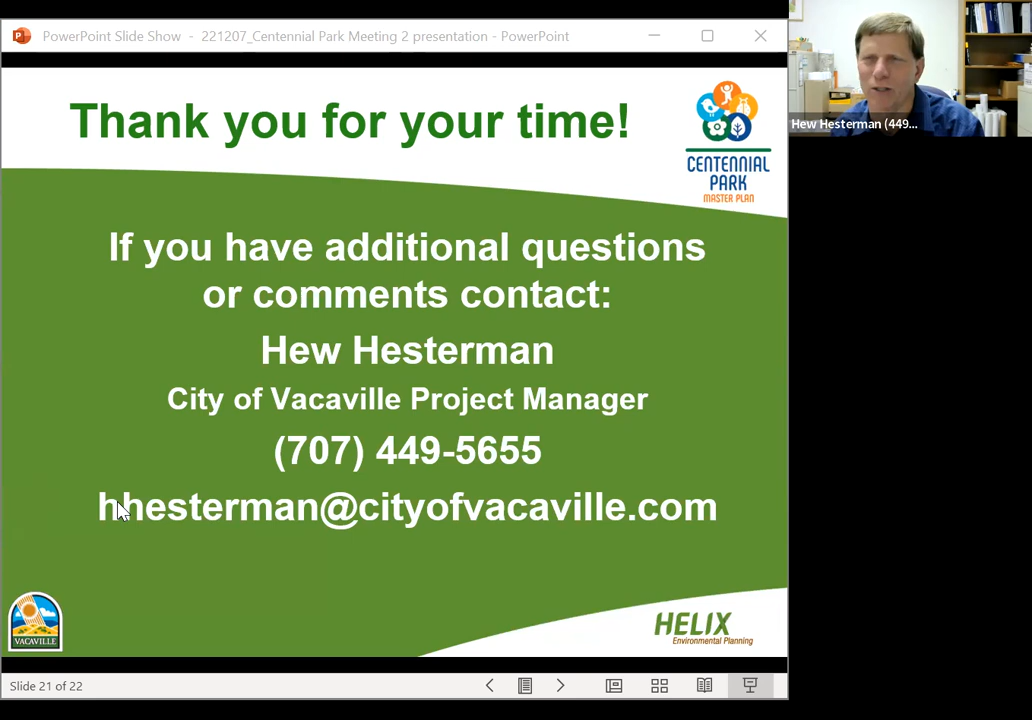 PowerPoint Slide Show - 221207_Centennial Park Meeting 2 presentation - PowerPoint
Hew Hesterman (449...
Thank you for your time!
CENTENNIAL
PARK
MASTER PLAN
If you have additional questions
or comments contact:
Hew Hesterman
City of Vacaville Project Manager
(707) 449-5655
hhesterman@cityofvacaville.com
VACAVILLE
HELIX
Environmental Planning
Slide 21 of 22